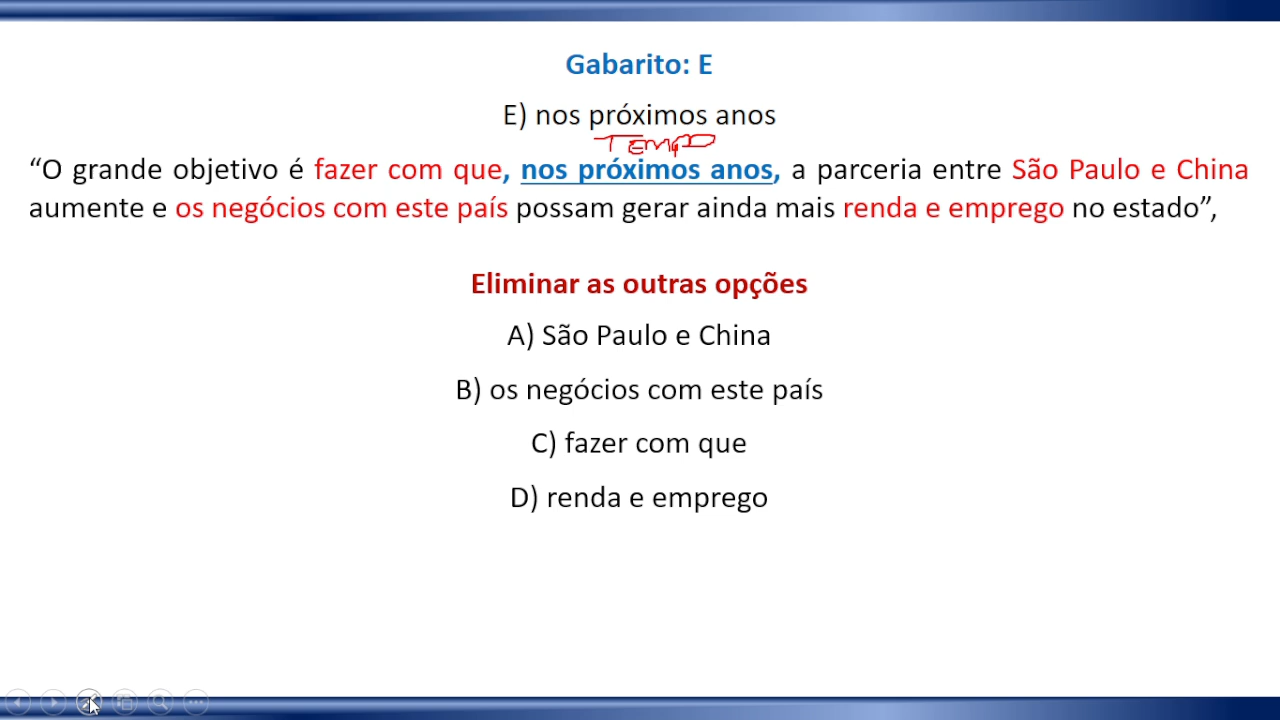 Gabarito: E
E) nos próximos anos
TEMPO
“O grande objetivo é fazer com que, nos próximos anos, a parceria entre São Paulo e China
aumente e os negócios com este país possam gerar ainda mais renda e emprego no estado”,
Eliminar as outras opções
A) São Paulo e China
B) os negócios com este país
C) fazer com que
D) renda e emprego